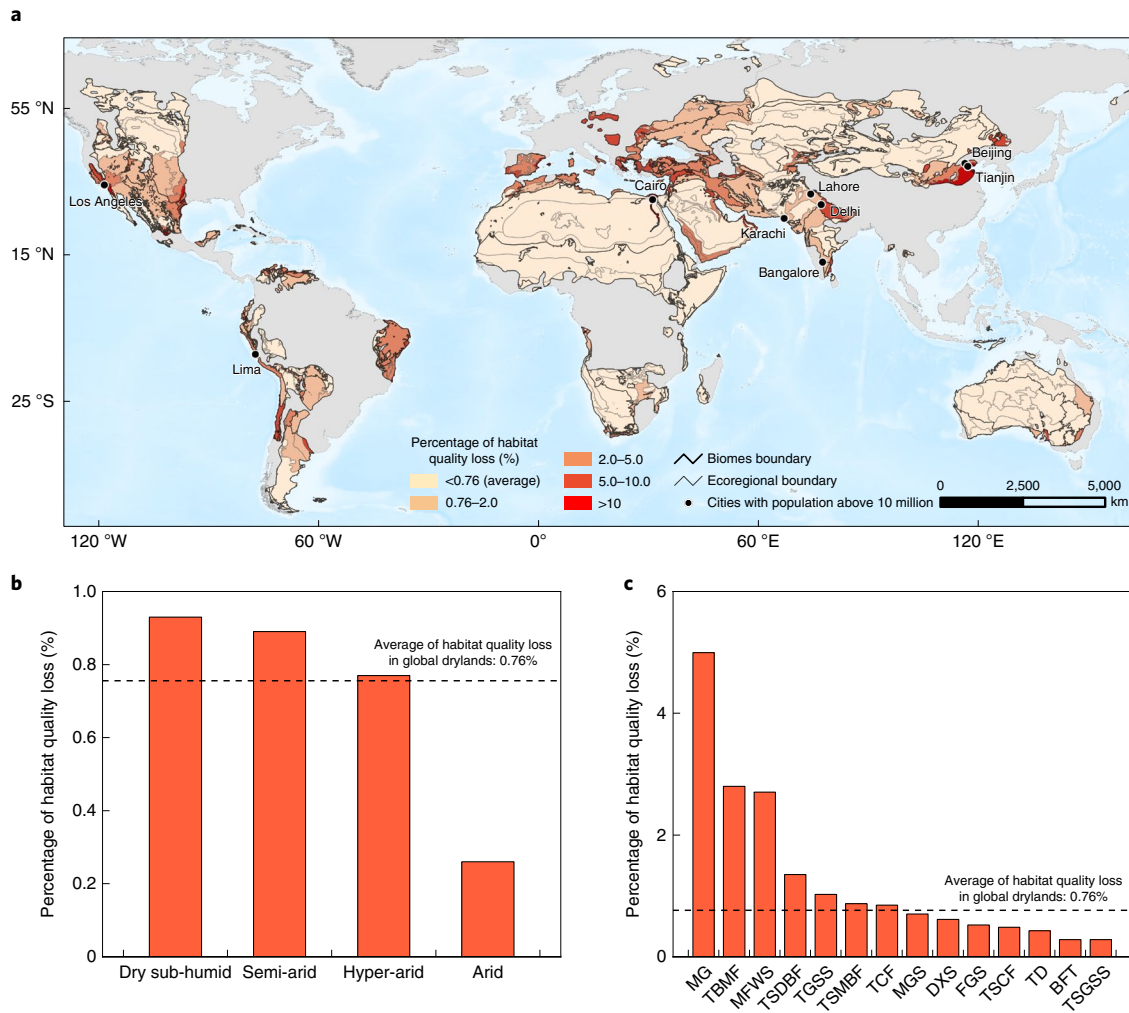 a
55 °N
15 °N
25 °S
Los Angeles
Lima
Cairo
Karachi
Lahore
Delhi
Bangalore
Beijing
Tianjin
Percentage of habitat
quality loss (%)
<0.76 (average)
0.76–2.0
2.0–5.0
5.0–10.0
>10
Biomes boundary
Ecoregional boundary
Cities with population above 10 million
0 2,500 5,000
km
120 °W 60 °W 0° 60 °E 120 °E
b
Percentage of habitat quality loss (%)
1.0
0.8
0.6
0.4
0.2
0
Average of habitat quality loss
in global drylands: 0.76%
Dry sub-humid Semi-arid Hyper-arid Arid
c
Percentage of habitat quality loss (%)
6
4
2
0
Average of habitat quality loss
in global drylands: 0.76%
MG TBMF MFWS TSDBF TGSS TSMBF TCF MGS DXS FGS TSCF TD BFT TSGSS